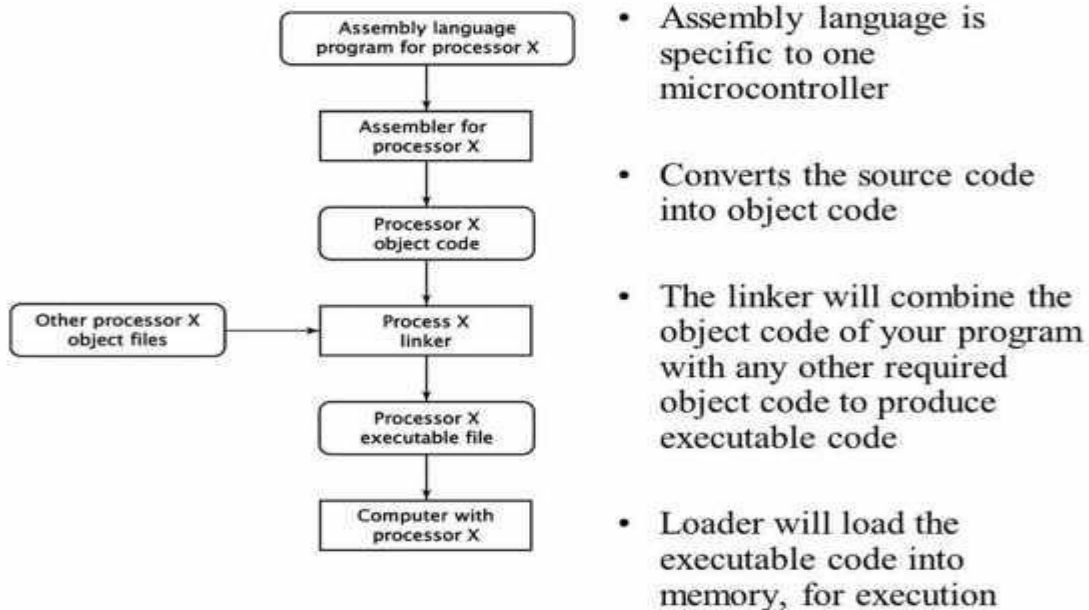 Assembly language
program for processor X
Assembler for
processor X
Processor X
object code
Other processor X
object files
Process X
linker
Processor X
executable file
Computer with
processor X
• Assembly language is
specific to one
microcontroller
• Converts the source code
into object code
• The linker will combine the
object code of your program
with any other required
object code to produce
executable code
• Loader will load the
executable code into
memory, for execution